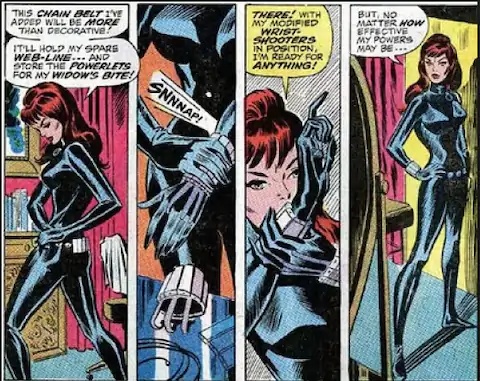 THIS CHAIN BELT I'VE
ADDED WILL BE MORE
THAN DECORATIVE!
IT'LL HOLD MY SPARE
WEB-LINE--- AND
STORE THE POWERLETS
FOR MY WIDOW'S BITE!
SNNNAP!
THERE! WITH
MY MODIFIED
WRIST-
SHOOTERS
IN POSITION,
I'M READY FOR
ANYTHING!
BUT, NO
MATTER HOW
EFFECTIVE
MY POWERS
MAY BE---